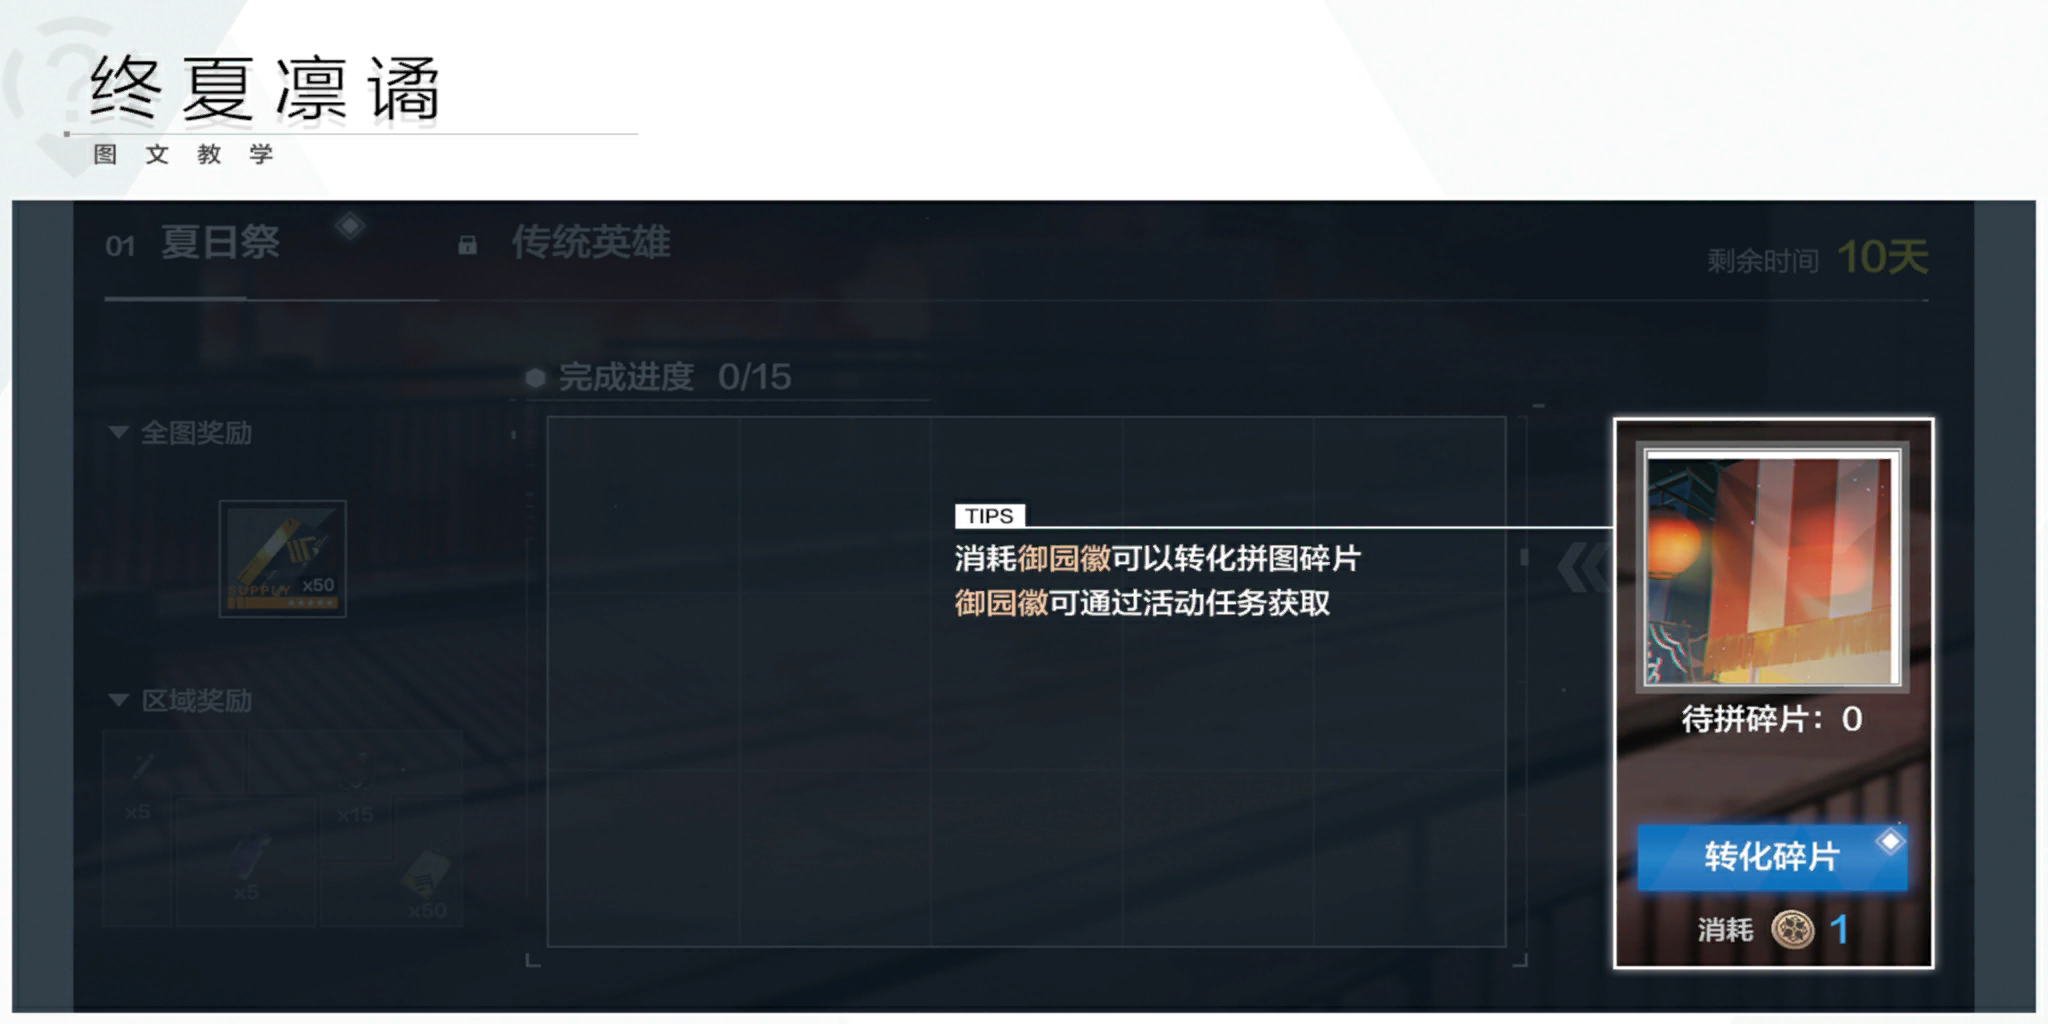 终夏凛谲
图文教学
01 夏日祭
传统英雄
剩余时间 10天
完成进度 0/15
全图奖励
SUPPLY x50
TIPS
消耗御园徽可以转化拼图碎片
御园徽可通过活动任务获取
区域奖励
x5
x15
x5
x50
待拼碎片：0
转化碎片
消耗 1